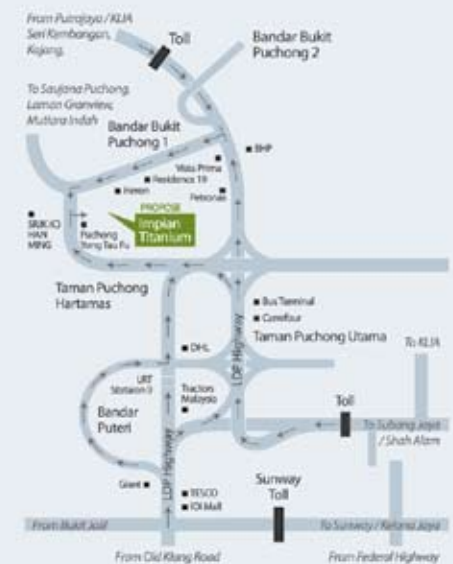 From Putrajaya / KLIA
Seri Kembangan,
Kajang,
Toll
Bandar Bukit
Puchong 2
To Saujana Puchong,
Laman Granview,
Mutiara Indah
Bandar Bukit
Puchong 1
BHP
Vista Prima
Residence 19
Heron
Petronas
PROPOSE
Impian
Titanium
SRJK (C)
HAN
MING
Puchong
Yong Tau Fu
Taman Puchong
Hartamas
Bus Terminal
Carrefour
Taman Puchong Utama
To KLIA
DHL
LDP Highway
LRT
Station 3
Tractors
Malaysia
Bandar
Puteri
Toll
To Subang Jaya
/ Shah Alam
Giant
LDP Highway
TESCO
IOI Mall
Sunway
Toll
From Bukit Jalil
To Sunway / Kelana Jaya
From Old Klang Road
From Federal Highway